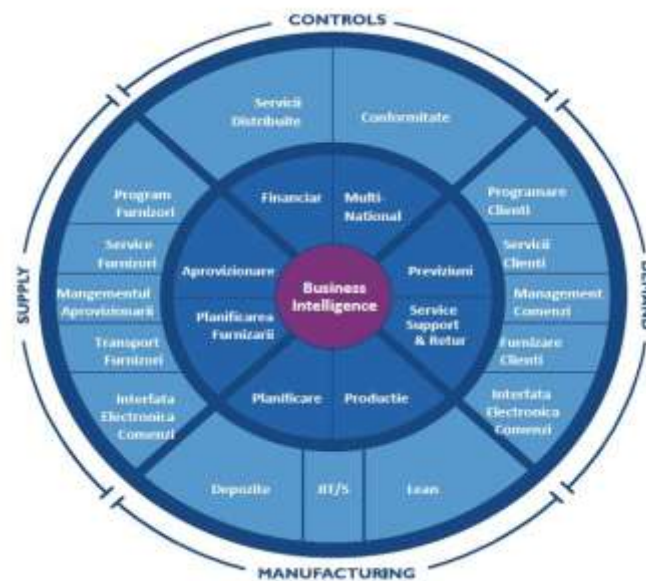 CONTROLS
Servicii
Distribuite
Conformitate
Financiar
Multi-
National
Program
Furnizori
Programare
Clienti
Service
Furnizori
Servicii
Clienti
Aprovizionare
Previziuni
Business
Intelligence
Mangementul
Aprovizionarii
Management
Comenzi
Planificarea
Furnizarii
Service
Support
& Retur
SUPPLY
DEMAND
Transport
Furnizori
Furnizare
Clienti
Planificare
Productie
Interfata
Electronica
Comenzi
Interfata
Electronica
Comenzi
Depozite
JIT/S
Lean
MANUFACTURING